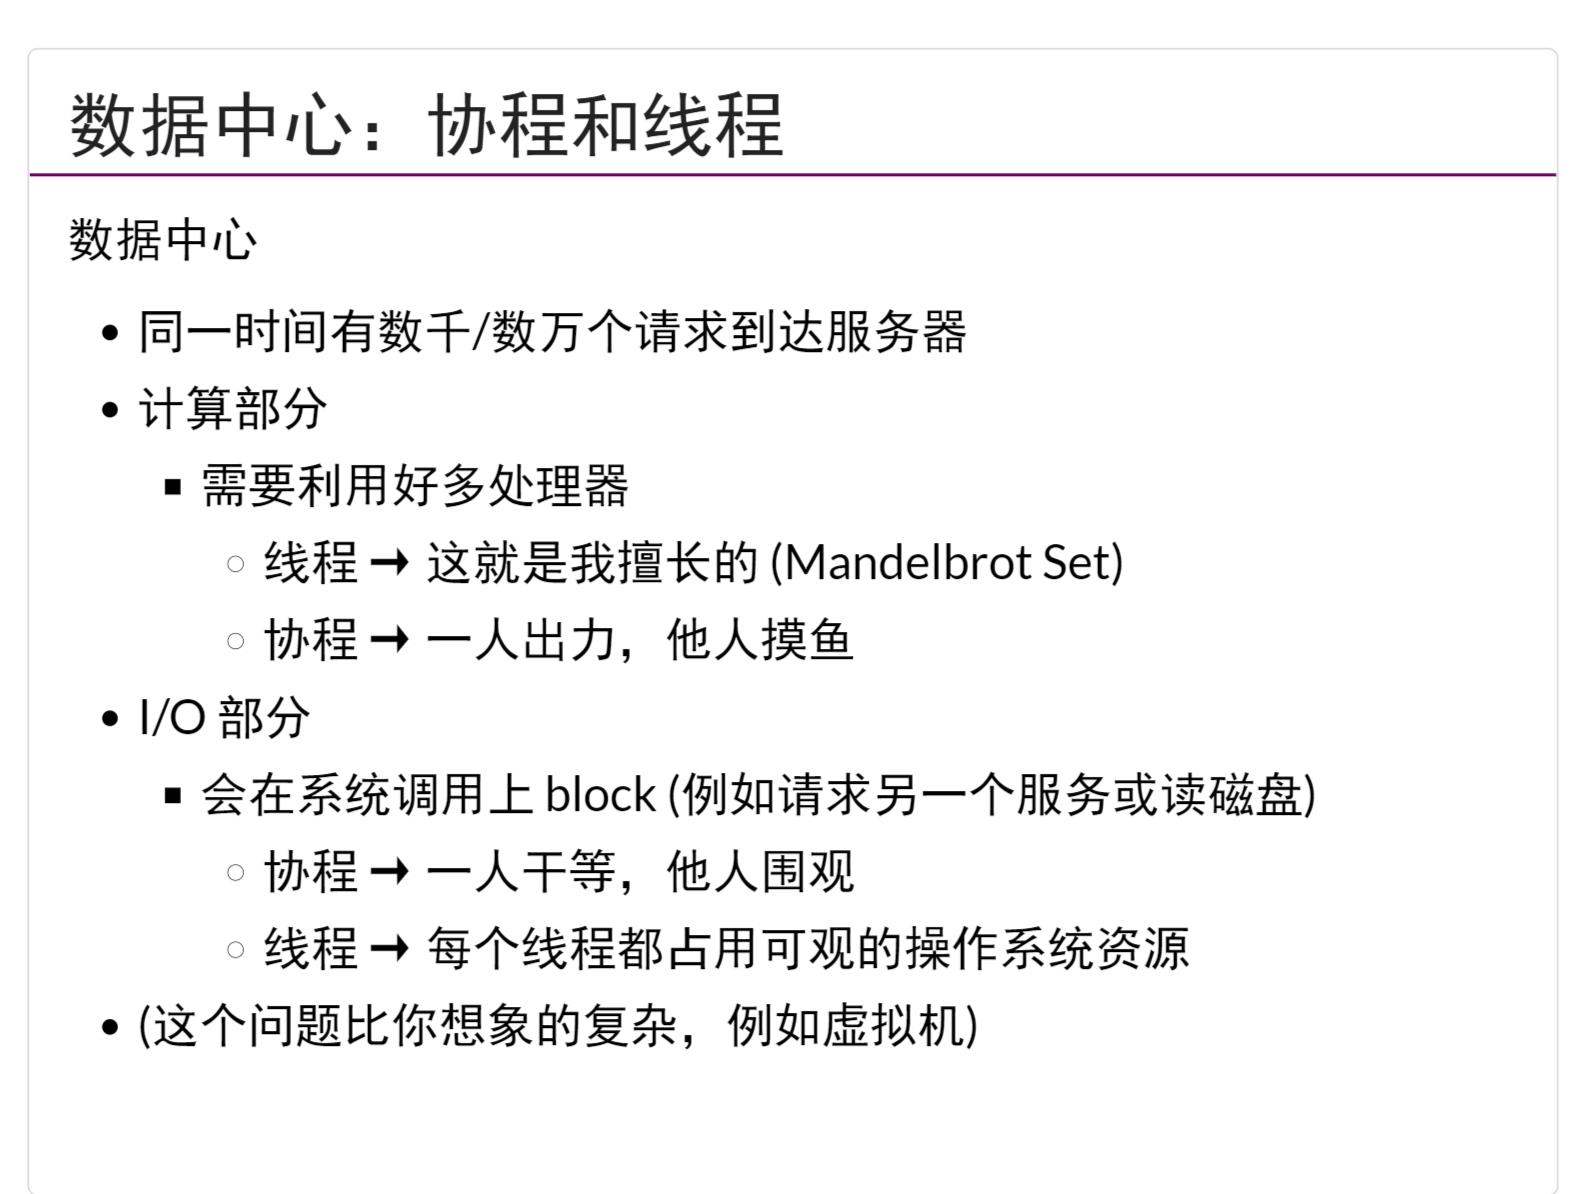 数据中心：协程和线程
数据中心
• 同一时间有数千/数万个请求到达服务器
• 计算部分
▪ 需要利用好多处理器
○ 线程 → 这就是我擅长的 (Mandelbrot Set)
○ 协程 → 一人出力，他人摸鱼
• I/O 部分
▪ 会在系统调用上 block (例如请求另一个服务或读磁盘)
○ 协程 → 一人干等，他人围观
○ 线程 → 每个线程都占用可观的操作系统资源
• (这个问题比你想象的复杂，例如虚拟机)